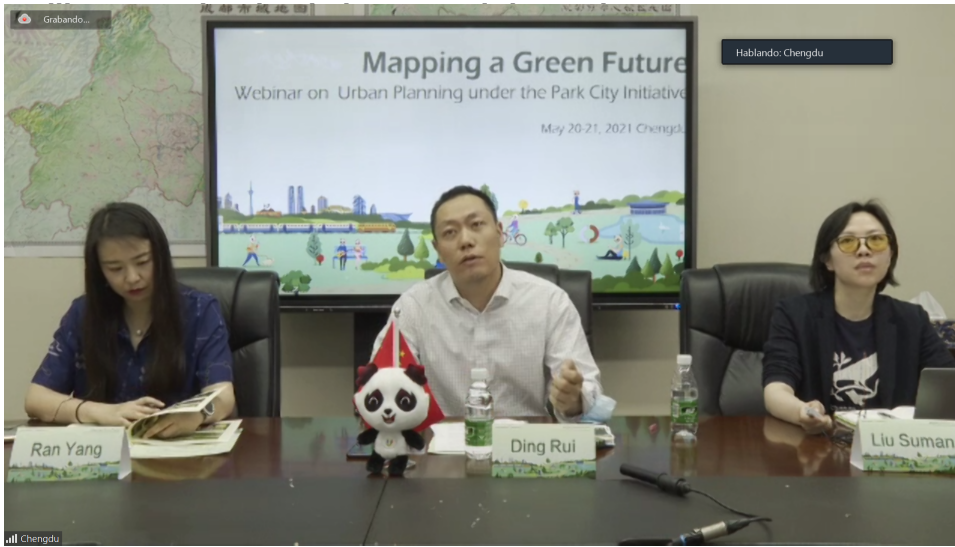 Grabando...
Mapping a Green Future
Webinar on Urban Planning under the Park City Initiative
May 20-21, 2021 Chengdu
Hablando: Chengdu
Ran Yang
Ding Rui
Liu Suman
Chengdu